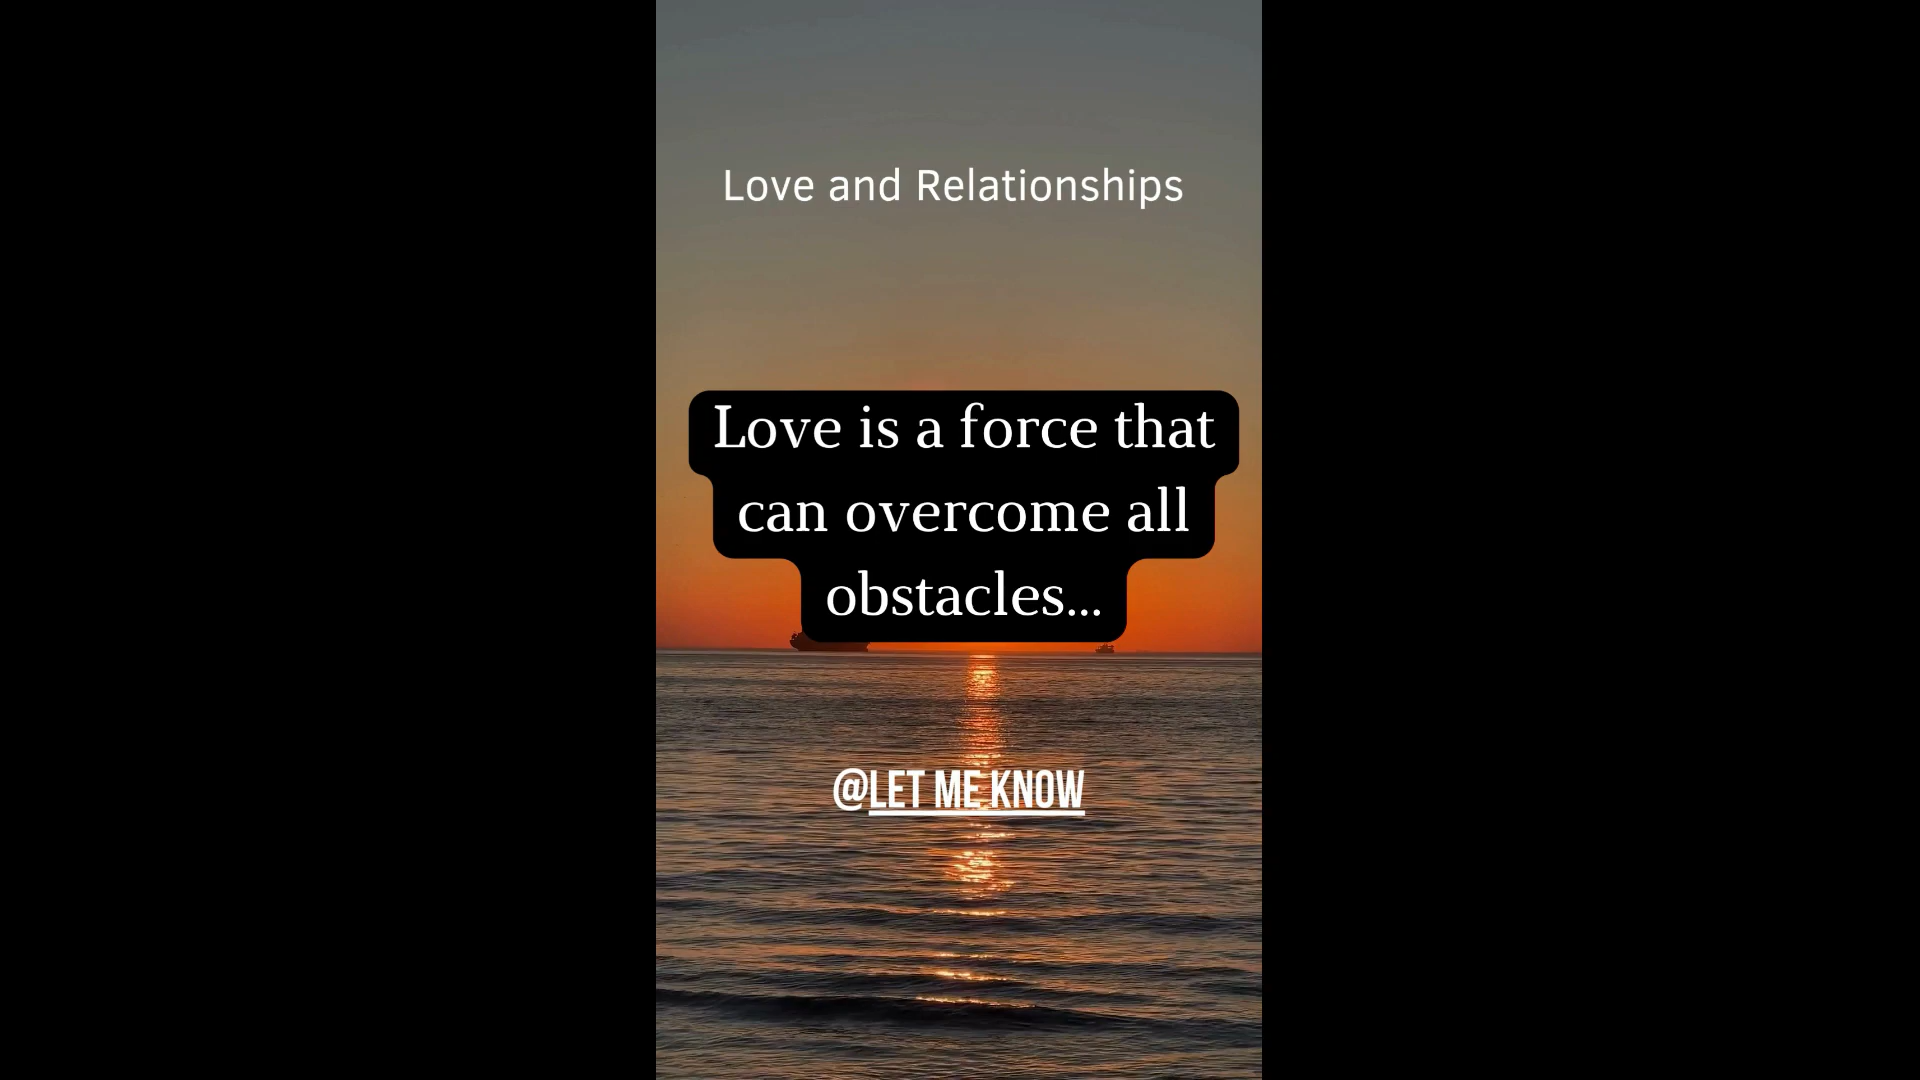 Love and Relationships
Love is a force that
can overcome all
obstacles...
@LET ME KNOW